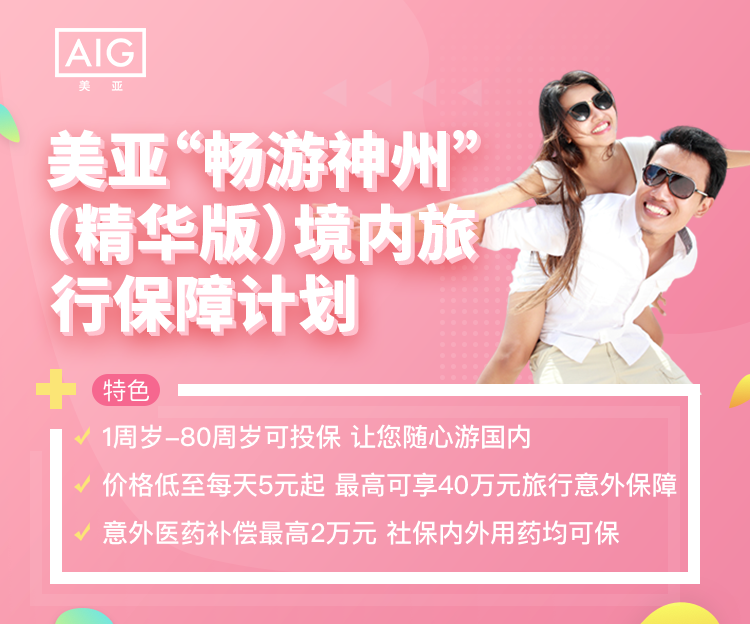 AIG
美亚
美亚“畅游神州”
（精华版）境内旅
行保障计划
特色
1周岁-80周岁可投保 让您随心游国内
价格低至每天5元起 最高可享40万元旅行意外保障
意外医药补偿最高2万元 社保内外用药均可保